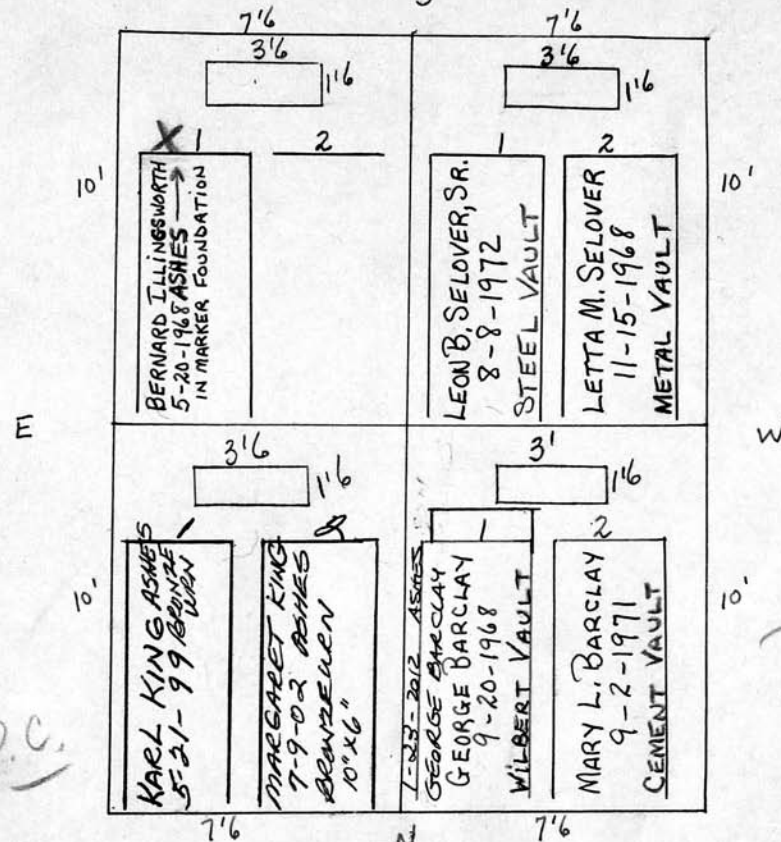 7'6
7'6
3'6
1'6
3'6
1'6
X 1
2
1
2
10'
10'
BERNARD ILLINGSWORTH
5-20-1968 ASHES →
IN MARKER FOUNDATION
LEON B. SELOVER, SR.
8-8-1972
STEEL VAULT
LETTA M. SELOVER
11-15-1968
METAL VAULT
E
W
3'6
1'6
3'
1'6
1
2
1
2
10'
10'
KARL KING ASHES
5-21-99 BRONZE
URN
MARGARET KING
7-9-02 ASHES
BRONZE URN
10"X6"
1-23-2012 ASHES
GEORGE BARCLAY
GEORGE BARCLAY
9-20-1968
WILBERT VAULT
MARY L. BARCLAY
9-2-1971
CEMENT VAULT
7'6
7'6
N